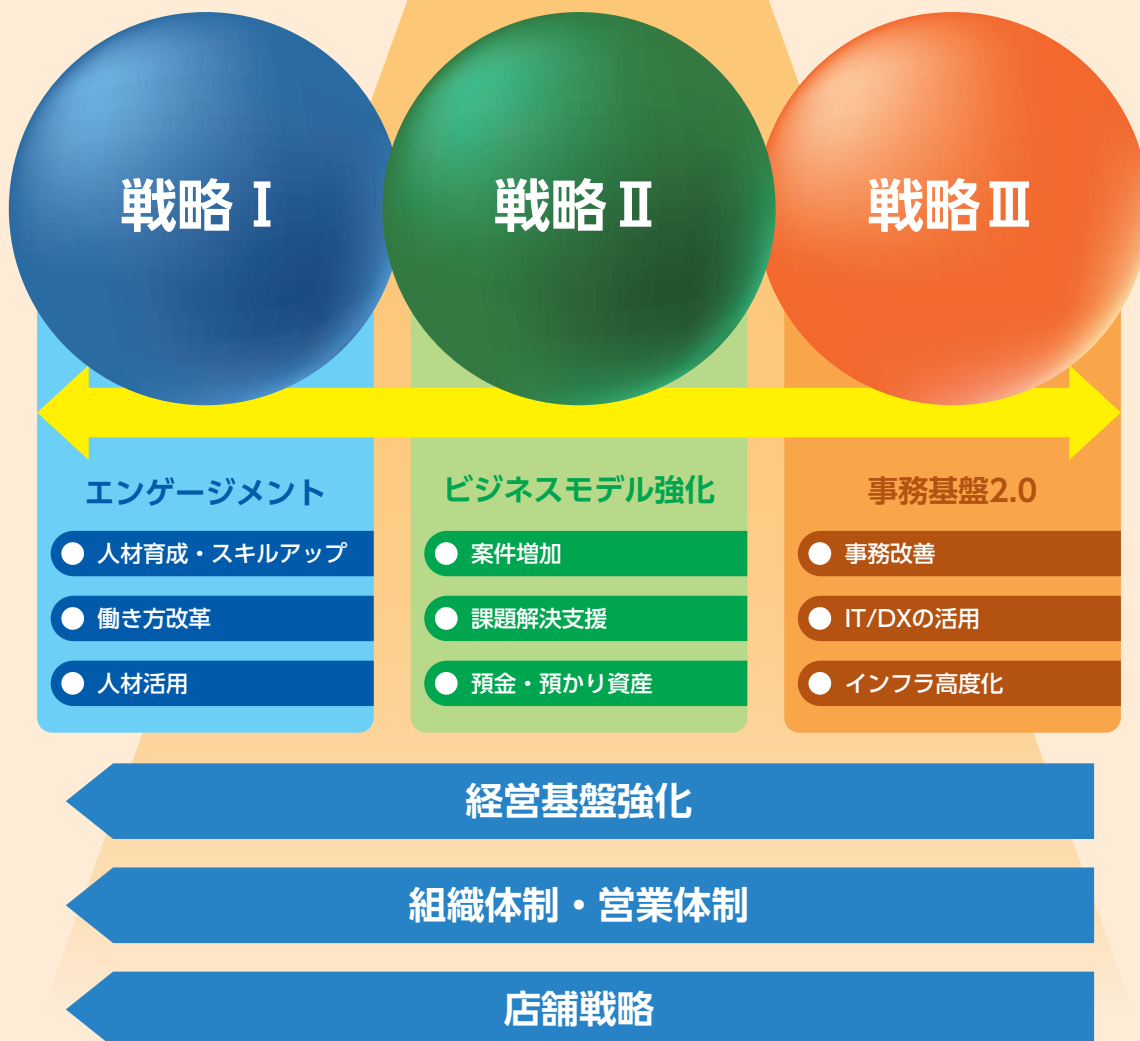 戦略Ⅰ
戦略Ⅱ
戦略Ⅲ
エンゲージメント
人材育成・スキルアップ
働き方改革
人材活用
ビジネスモデル強化
案件増加
課題解決支援
預金・預かり資産
事務基盤2.0
事務改善
IT/DXの活用
インフラ高度化
経営基盤強化
組織体制・営業体制
店舗戦略